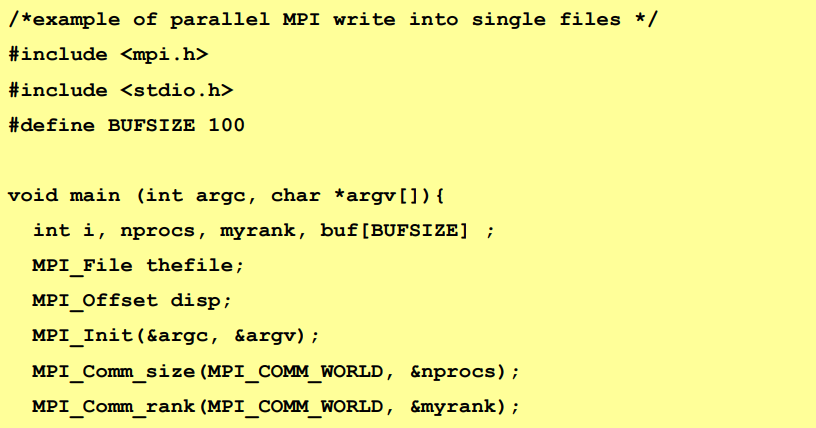 /*example of parallel MPI write into single files */
#include <mpi.h>
#include <stdio.h>
#define BUFSIZE 100
void main (int argc, char *argv[]){
int i, nprocs, myrank, buf[BUFSIZE] ;
MPI_File thefile;
MPI_Offset disp;
MPI_Init(&argc, &argv);
MPI_Comm_size(MPI_COMM_WORLD, &nprocs);
MPI_Comm_rank(MPI_COMM_WORLD, &myrank);